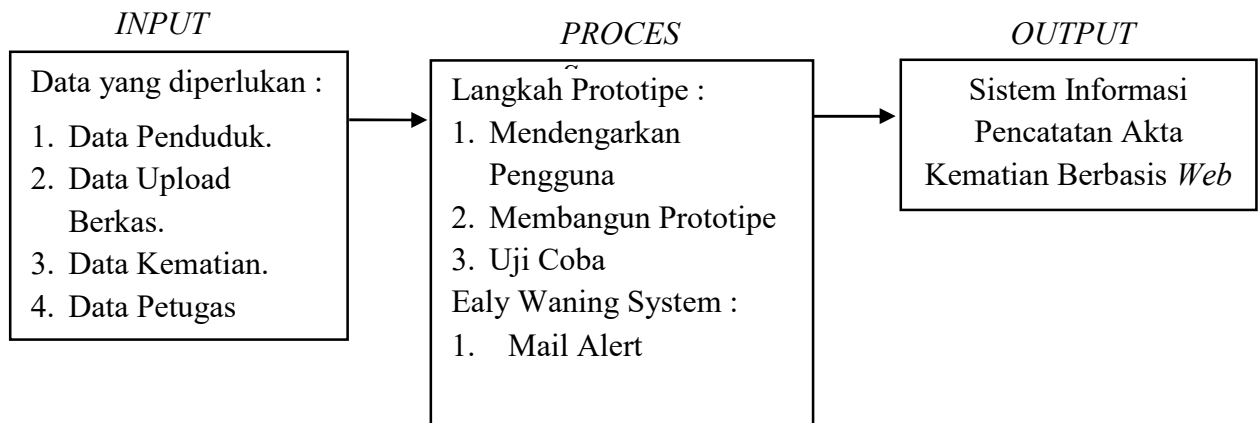 INPUT
Data yang diperlukan :
1. Data Penduduk.
2. Data Upload
Berkas.
3. Data Kematian.
4. Data Petugas
PROCES
Langkah Prototipe :
1. Mendengarkan
Pengguna
2. Membangun Prototipe
3. Uji Coba
Ealy Waning System :
1. Mail Alert
OUTPUT
Sistem Informasi
Pencatatan Akta
Kematian Berbasis Web